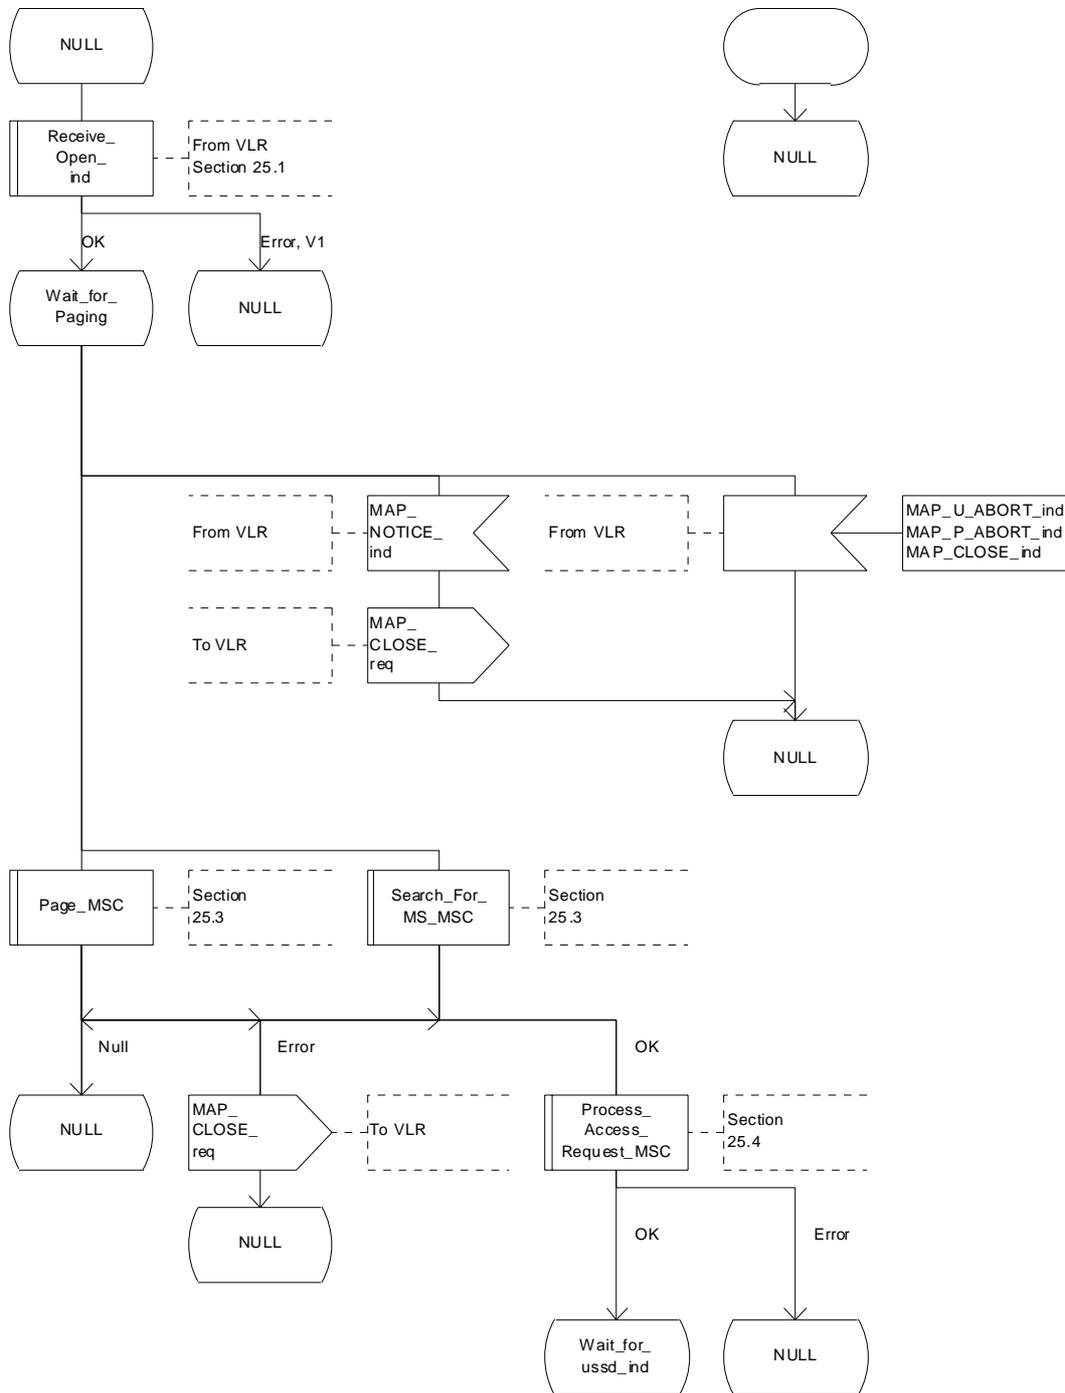 NULL
Receive_
Open_
ind
From VLR
Section 25.1
NULL
OK
Error, V1
Wait_for_
Paging
NULL
From VLR
MAP_
NOTICE_
ind
From VLR
MAP_U_ABORT_ind
MAP_P_ABORT_ind
MAP_CLOSE_ind
To VLR
MAP_
CLOSE_
req
NULL
Page_MSC
Section
25.3
Search_For_
MS_MSC
Section
25.3
Null
Error
OK
NULL
MAP_
CLOSE_
req
To VLR
Process_
Access_
Request_MSC
Section
25.4
NULL
OK
Error
Wait_for_
ussd_ind
NULL